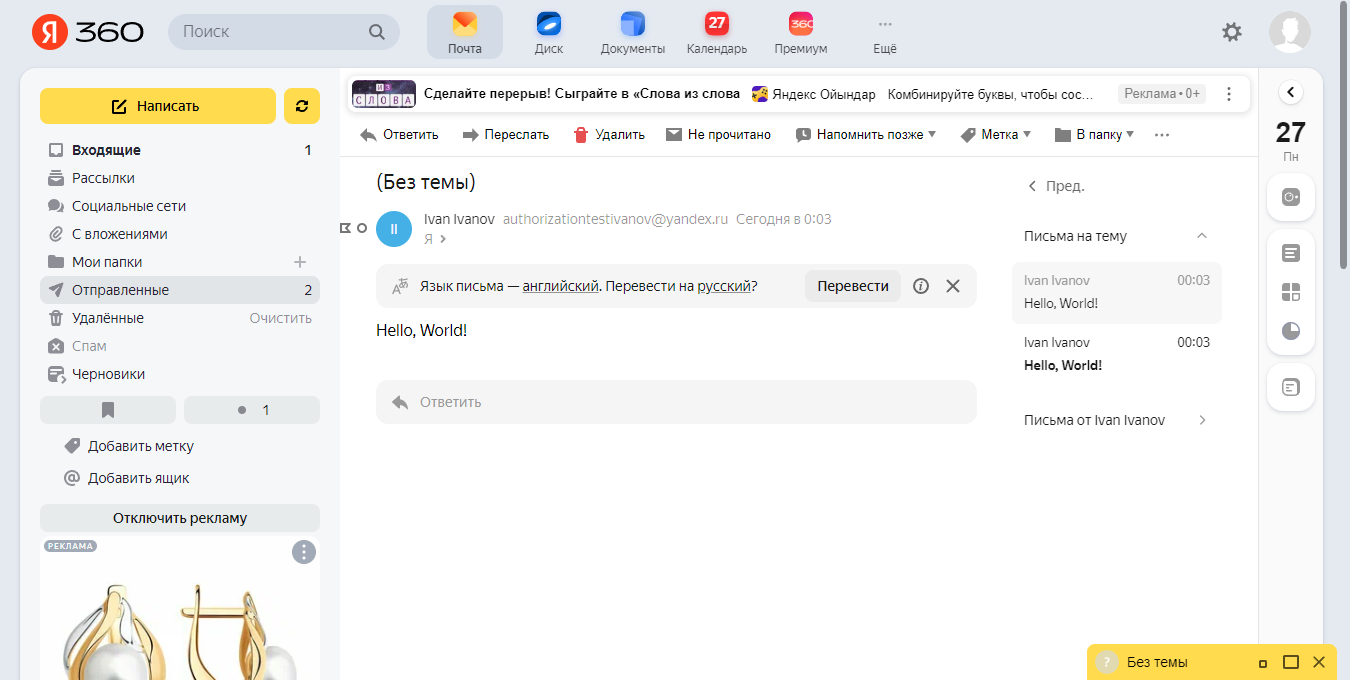 Я 360
Поиск
Почта
Диск
Документы
27
Календарь
360
Премиум
Ещё
Написать
Входящие 1
Рассылки
Социальные сети
С вложениями
Мои папки
Отправленные 2
Удалённые Очистить
Спам
Черновики
1
Добавить метку
Добавить ящик
Отключить рекламу
РЕКЛАМА
ИЗ
СЛОВА
Сделайте перерыв! Сыграйте в «Слова из слова
Яндекс Ойындар
Комбинируйте буквы, чтобы сос...
Реклама • 0+
Ответить
Переслать
Удалить
Не прочитано
Напомнить позже
Метка
В папку
(Без темы)
II
Ivan Ivanov authorizationtestivanov@yandex.ru Сегодня в 0:03
Я
Язык письма — английский. Перевести на русский?
Перевести
Hello, World!
Ответить
Пред.
Письма на тему
Ivan Ivanov 00:03
Hello, World!
Ivan Ivanov 00:03
Hello, World!
Письма от Ivan Ivanov
27
Пн
? Без темы